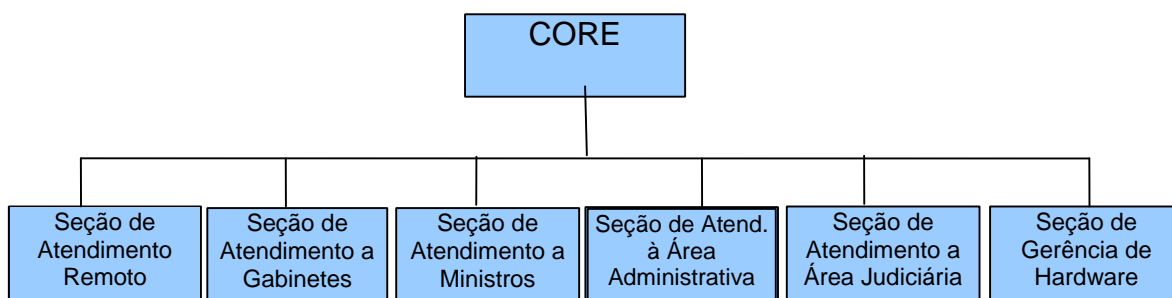 CORE
Seção de
Atendimento
Remoto
Seção de
Atendimento a
Gabinetes
Seção de
Atendimento a
Ministros
Seção de Atend.
à Área
Administrativa
Seção de
Atendimento a
Área Judiciária
Seção de
Gerência de
Hardware